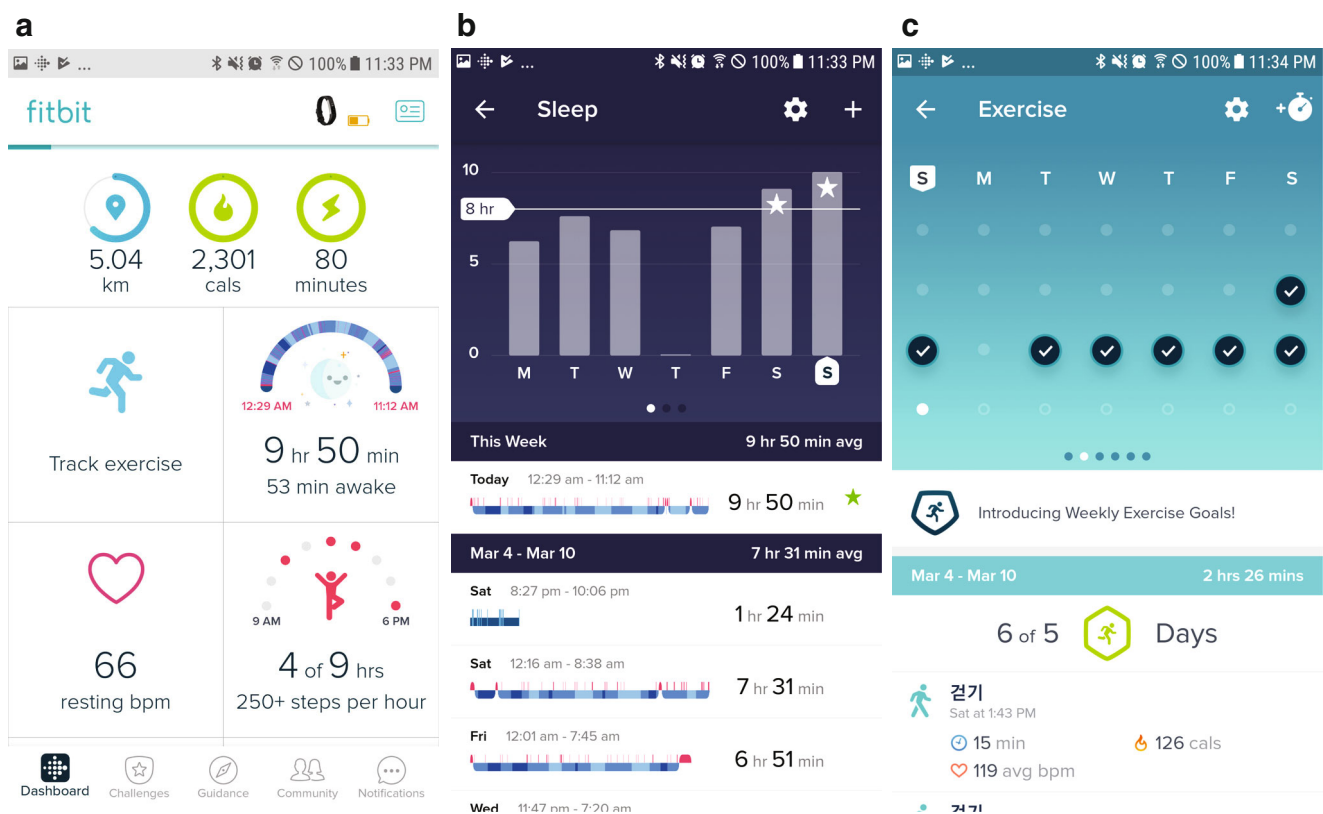 a
...
100% 11:33 PM
fitbit
5.04
km
2,301
cals
80
minutes
Track exercise
12:29 AM
11:12 AM
9 hr 50 min
53 min awake
66
resting bpm
9 AM
6 PM
4 of 9 hrs
250+ steps per hour
Dashboard
Challenges
Guidance
Community
Notifications
b
...
100% 11:33 PM
Sleep
+
10
8 hr
5
0
M T W T F S S
This Week 9 hr 50 min avg
Today 12:29 am - 11:12 am
9 hr 50 min
Mar 4 - Mar 10 7 hr 31 min avg
Sat 8:27 pm - 10:06 pm
1 hr 24 min
Sat 12:16 am - 8:38 am
7 hr 31 min
Fri 12:01 am - 7:45 am
6 hr 51 min
Wed 11:47 pm - 7:20 am
c
...
100% 11:34 PM
Exercise
+
S M T W T F S
Introducing Weekly Exercise Goals!
Mar 4 - Mar 10 2 hrs 26 mins
6 of 5 Days
걷기
Sat at 1:43 PM
15 min 126 cals
119 avg bpm
걷기